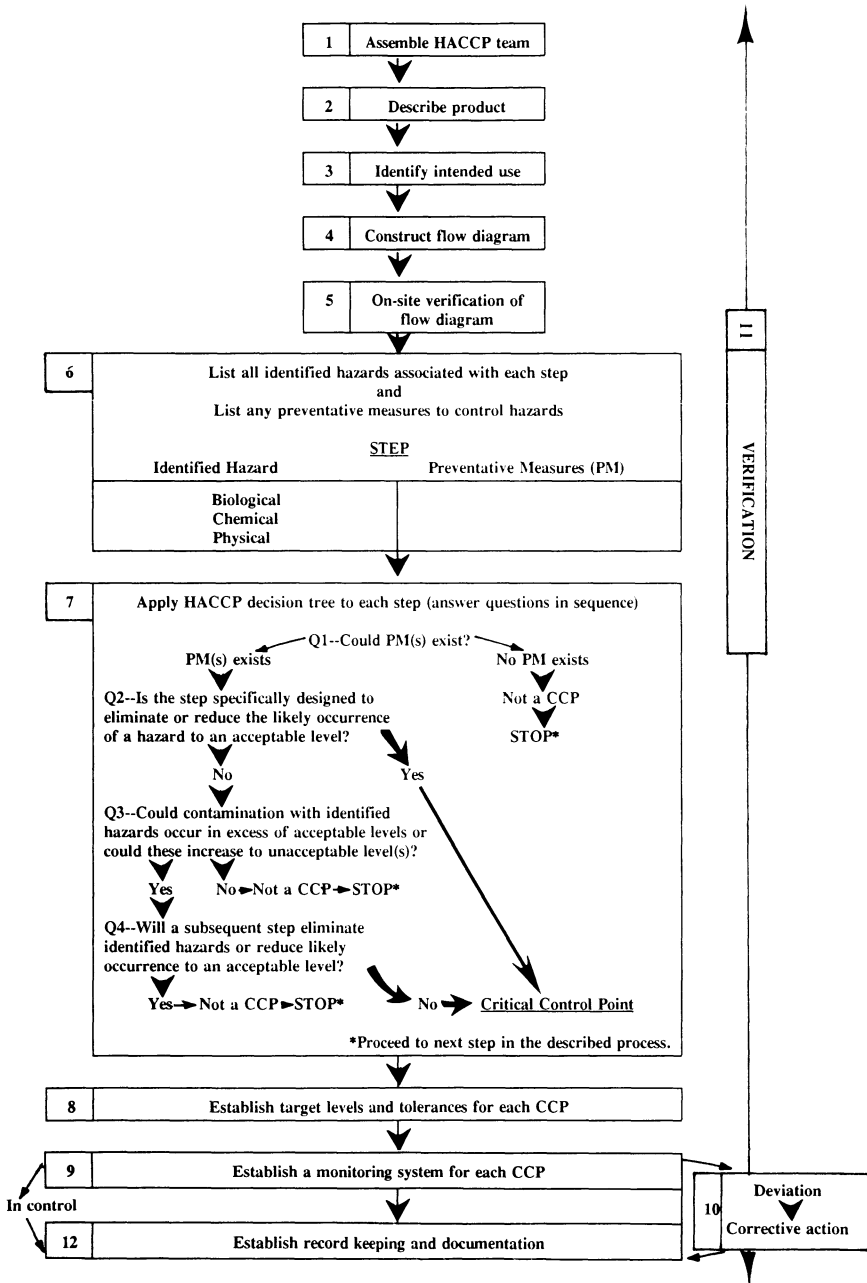 1 Assemble HACCP team
2 Describe product
3 Identify intended use
4 Construct flow diagram
5 On-site verification of
flow diagram
6 List all identified hazards associated with each step
and
List any preventative measures to control hazards
STEP
Identified Hazard Preventative Measures (PM)
Biological
Chemical
Physical
7 Apply HACCP decision tree to each step (answer questions in sequence)
Q1--Could PM(s) exist?
PM(s) exists No PM exists
Q2--Is the step specifically designed to
eliminate or reduce the likely occurrence
of a hazard to an acceptable level?
Not a CCP
STOP*
No Yes
Q3--Could contamination with identified
hazards occur in excess of acceptable levels or
could these increase to unacceptable level(s)?
Yes No Not a CCP STOP*
Q4--Will a subsequent step eliminate
identified hazards or reduce likely
occurrence to an acceptable level?
Yes Not a CCP STOP* No Critical Control Point
*Proceed to next step in the described process.
8 Establish target levels and tolerances for each CCP
9 Establish a monitoring system for each CCP
In control
10 Deviation
Corrective action
12 Establish record keeping and documentation
11 VERIFICATION